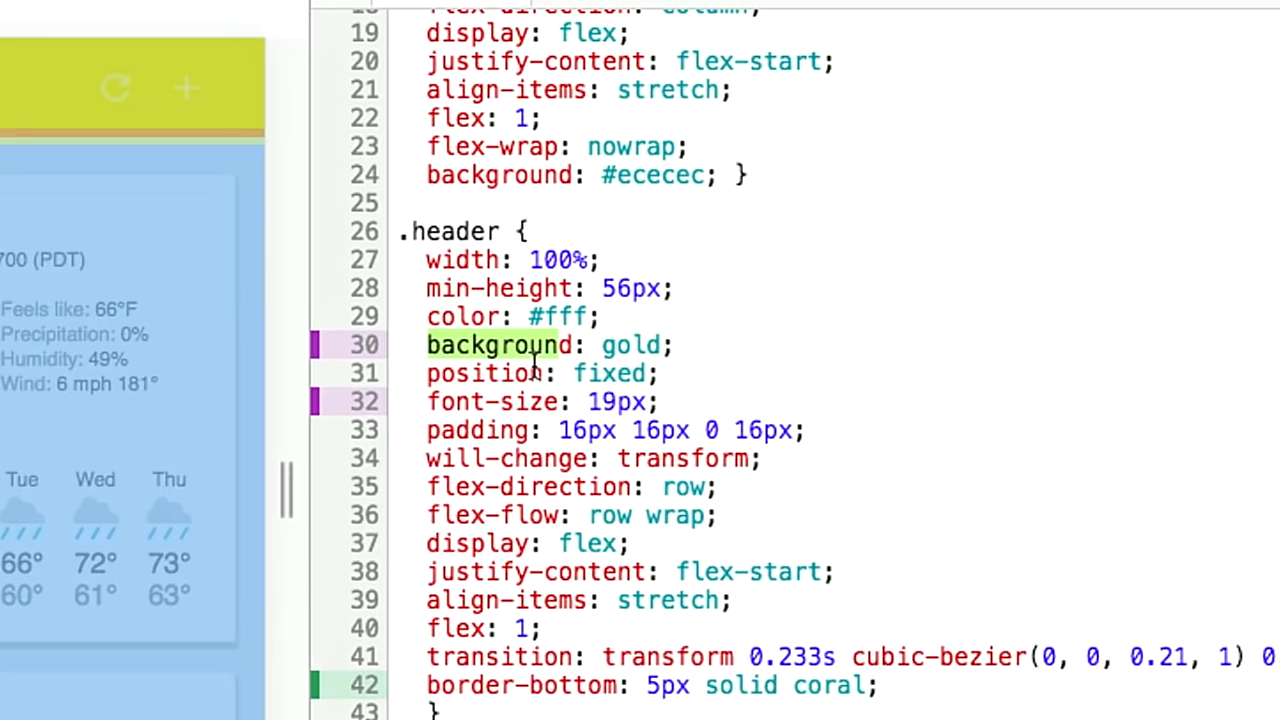 18 flex-direction: column;
19 display: flex;
20 justify-content: flex-start;
21 align-items: stretch;
22 flex: 1;
23 flex-wrap: nowrap;
24 background: #ececec; }
25
26 .header {
27 width: 100%;
28 min-height: 56px;
29 color: #fff;
30 background: gold;
31 position: fixed;
32 font-size: 19px;
33 padding: 16px 16px 0 16px;
34 will-change: transform;
35 flex-direction: row;
36 flex-flow: row wrap;
37 display: flex;
38 justify-content: flex-start;
39 align-items: stretch;
40 flex: 1;
41 transition: transform 0.233s cubic-bezier(0, 0, 0.21, 1) 0
42 border-bottom: 5px solid coral;
43 }
700 (PDT)
Feels like: 66°F
Precipitation: 0%
Humidity: 49%
Wind: 6 mph 181°
Tue Wed Thu
66° 72° 73°
60° 61° 63°